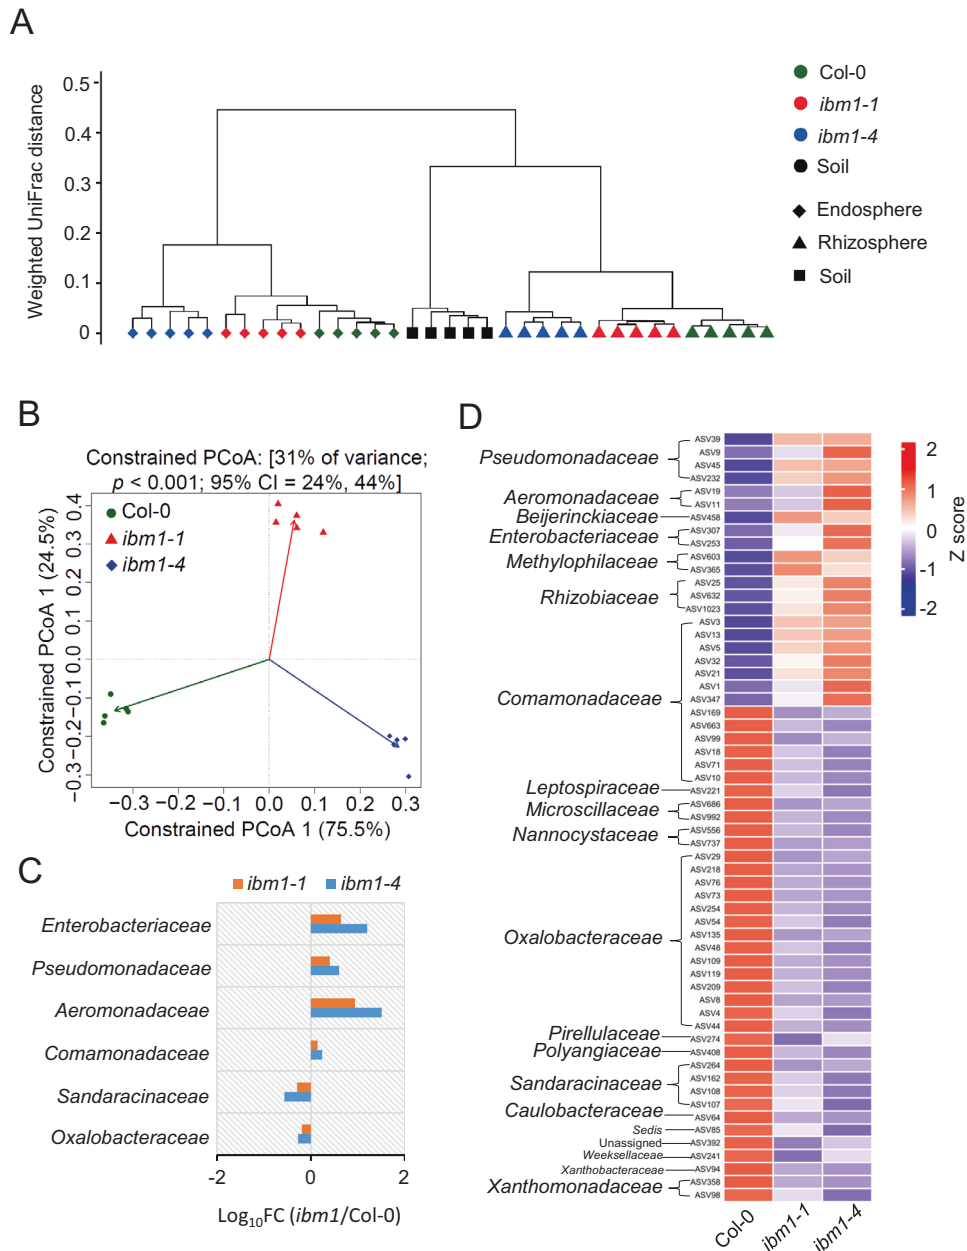 A
Weighted UniFrac distance
0.5
0.4
0.3
0.2
0.1
0
Col-0
ibm1-1
ibm1-4
Soil
Endosphere
Rhizosphere
Soil
B
Constrained PCoA: [31% of variance;
p < 0.001; 95% CI = 24%, 44%]
Col-0
ibm1-1
ibm1-4
Constrained PCoA 1 (24.5%)
0.4
0.3
0.2
0.1
0.0
−0.1
−0.2
−0.3
−0.3
−0.2
−0.1
0.0
0.1
0.2
0.3
Constrained PCoA 1 (75.5%)
C
ibm1-1
ibm1-4
Enterobacteriaceae
Pseudomonadaceae
Aeromonadaceae
Comamonadaceae
Sandaracinaceae
Oxalobacteraceae
-2
0
2
Log10FC (ibm1/Col-0)
D
Pseudomonadaceae
Aeromonadaceae
Beijerinckiaceae
Enterobacteriaceae
Methylophilaceae
Rhizobiaceae
Comamonadaceae
Leptospiraceae
Microscillaceae
Nannocystaceae
Oxalobacteraceae
Pirellulaceae
Polyangiaceae
Sandaracinaceae
Caulobacteraceae
Sedis
Unassigned
Weeksellaceae
Xanthobacteraceae
Xanthomonadaceae
ASV39
ASV9
ASV45
ASV232
ASV19
ASV11
ASV458
ASV307
ASV253
ASV603
ASV365
ASV25
ASV632
ASV1023
ASV3
ASV13
ASV5
ASV32
ASV21
ASV1
ASV347
ASV169
ASV663
ASV99
ASV18
ASV71
ASV10
ASV221
ASV686
ASV992
ASV556
ASV737
ASV29
ASV218
ASV76
ASV73
ASV254
ASV54
ASV135
ASV48
ASV109
ASV119
ASV209
ASV8
ASV4
ASV44
ASV274
ASV408
ASV264
ASV162
ASV108
ASV107
ASV64
ASV85
ASV392
ASV241
ASV94
ASV358
ASV98
Col-0
ibm1-1
ibm1-4
2
1
0
-1
-2
Z score